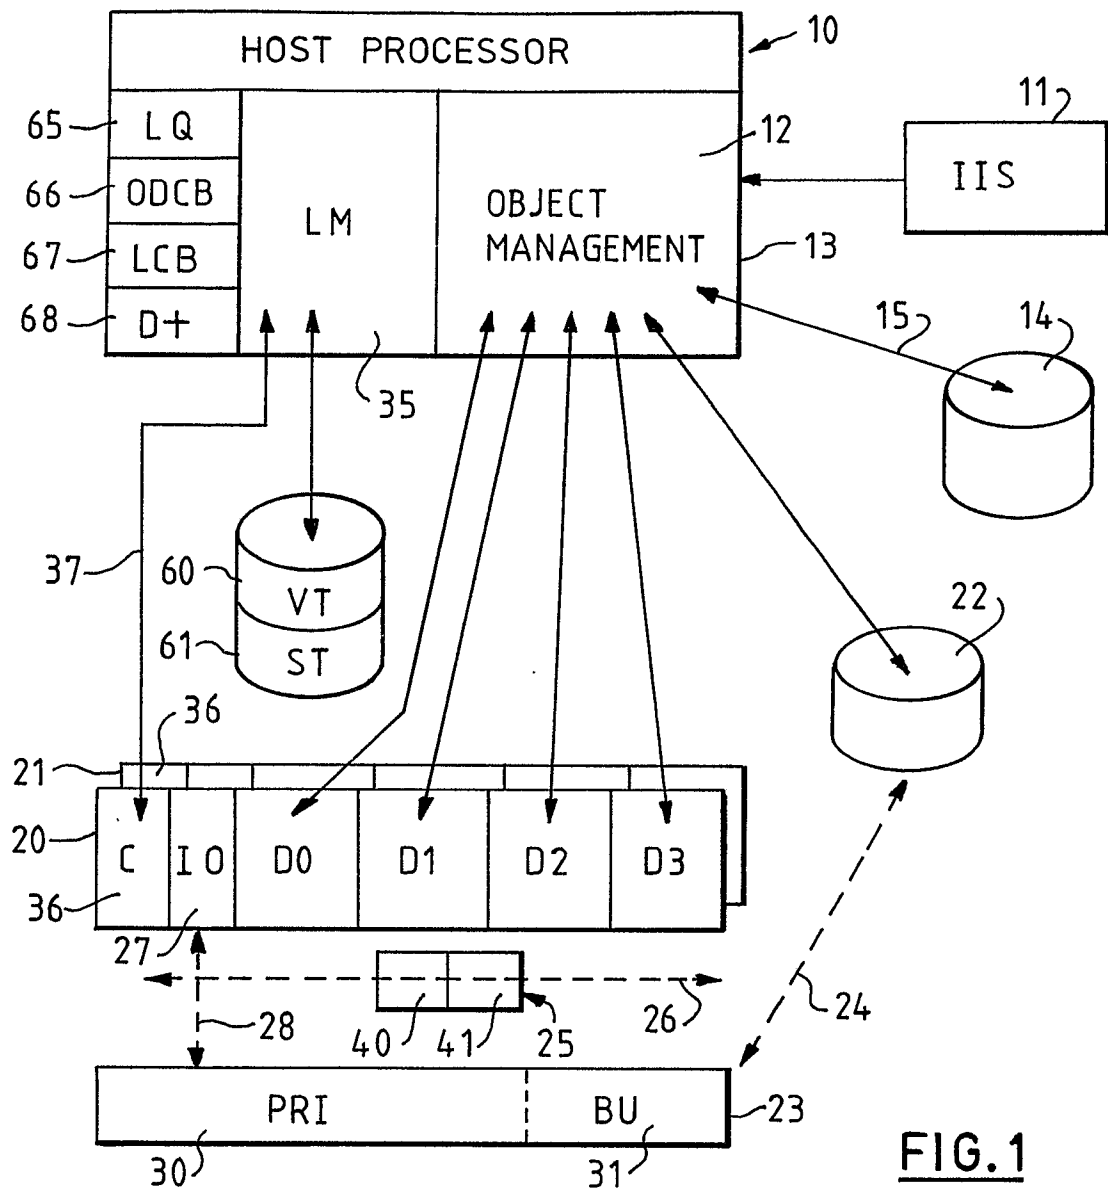 HOST PROCESSOR
10
11
65
LQ
12
IIS
66
ODCB
LM
OBJECT
MANAGEMENT
67
LCB
13
68
D+
15
14
35
37
60
VT
22
61
ST
36
21
20
C
IO
D0
D1
D2
D3
36
27
28
40
41
25
26
24
PRI
BU
23
30
31
FIG.1